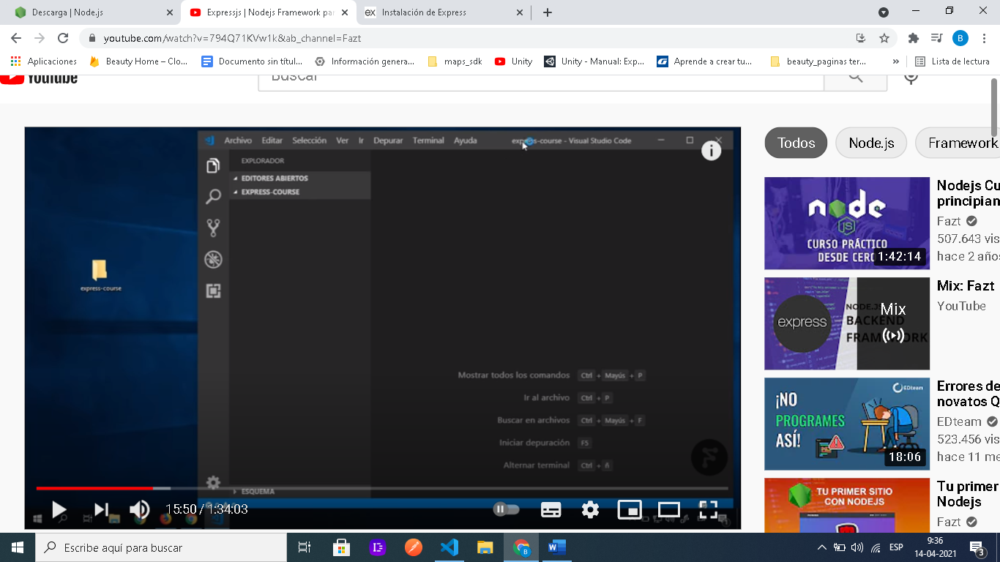 Descarga | Node.js
Expressjs | Nodejs Framework par
Instalación de Express
youtube.com/watch?v=794Q71KVw1k&ab_channel=Fazt
B
Aplicaciones
Beauty Home – Clo...
Documento sin títul...
Información genera...
maps_sdk
Unity
Unity - Manual: Exp...
Aprende a crear tu...
beauty_paginas ter...
»
Lista de lectura
YouTube
Buscar
Archivo Editar Selección Ver Ir Depurar Terminal Ayuda
express-course - Visual Studio Code
EXPLORADOR
EDITORES ABIERTOS
EXPRESS-COURSE
express-course
Mostrar todos los comandos Ctrl + Mayús + P
Ir al archivo Ctrl + P
Buscar en archivos Ctrl + Mayús + F
Iniciar depuración F5
Alternar terminal Ctrl + ñ
ESQUEMA
15:50 / 1:34:03
Todos
Node.js
Framework
node
JS
CURSO PRÁCTICO
DESDE CERO
1:42:14
Nodejs Cu
principian
Fazt
507.643 vis
hace 2 años
express
NODE.JS
BACKEND
FRAMEWORK
Mix
Mix: Fazt
YouTube
EDteam
¡NO
PROGRAMES
ASÍ!
18:06
Errores de
novatos Q
EDteam
523.456 vis
hace 11 me
TU PRIMER SITIO
CON NODEJS
Tu primer
Nodejs
Fazt
Escribe aquí para buscar
ESP
9:36
14-04-2021
3